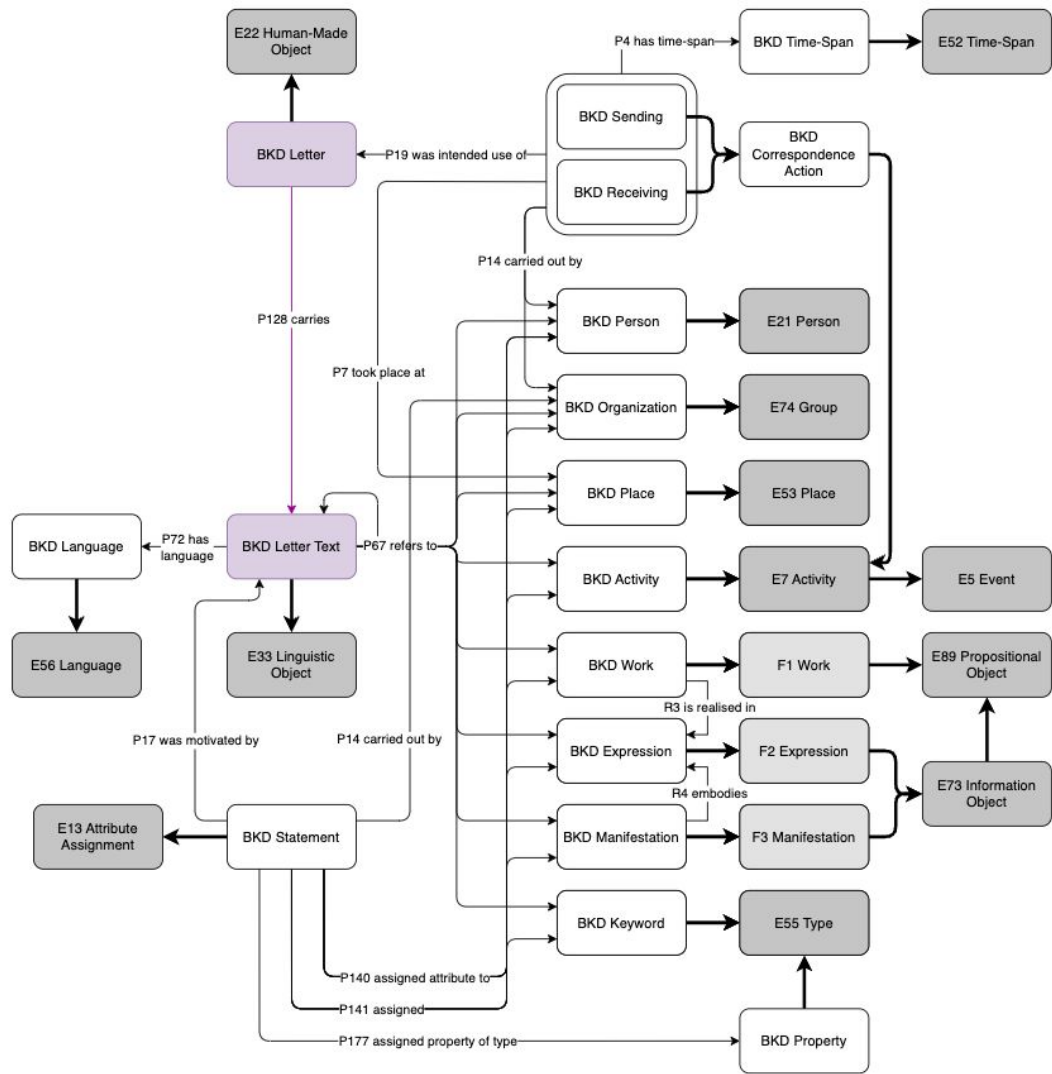 E22 Human-Made
Object
P4 has time-span
BKD Time-Span
E52 Time-Span
BKD Sending
BKD Letter
P19 was intended use of
BKD
Correspondence
Action
BKD Receiving
P14 carried out by
P128 carries
BKD Person
E21 Person
P7 took place at
BKD Organization
E74 Group
BKD Place
E53 Place
BKD Language
P72 has
language
BKD Letter Text
P67 refers to
BKD Activity
E7 Activity
E5 Event
E56 Language
E33 Linguistic
Object
BKD Work
F1 Work
E89 Propositional
Object
R3 is realised in
P17 was motivated by
P14 carried out by
BKD Expression
F2 Expression
R4 embodies
E73 Information
Object
E13 Attribute
Assignment
BKD Statement
BKD Manifestation
F3 Manifestation
BKD Keyword
E55 Type
P140 assigned attribute to
P141 assigned
P177 assigned property of type
BKD Property